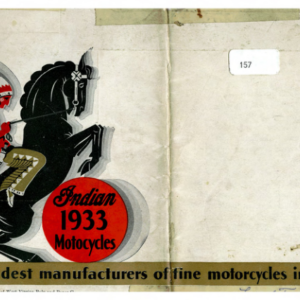 157
Indian
1933
Motocycles
dest manufacturers of fine motorcycles i